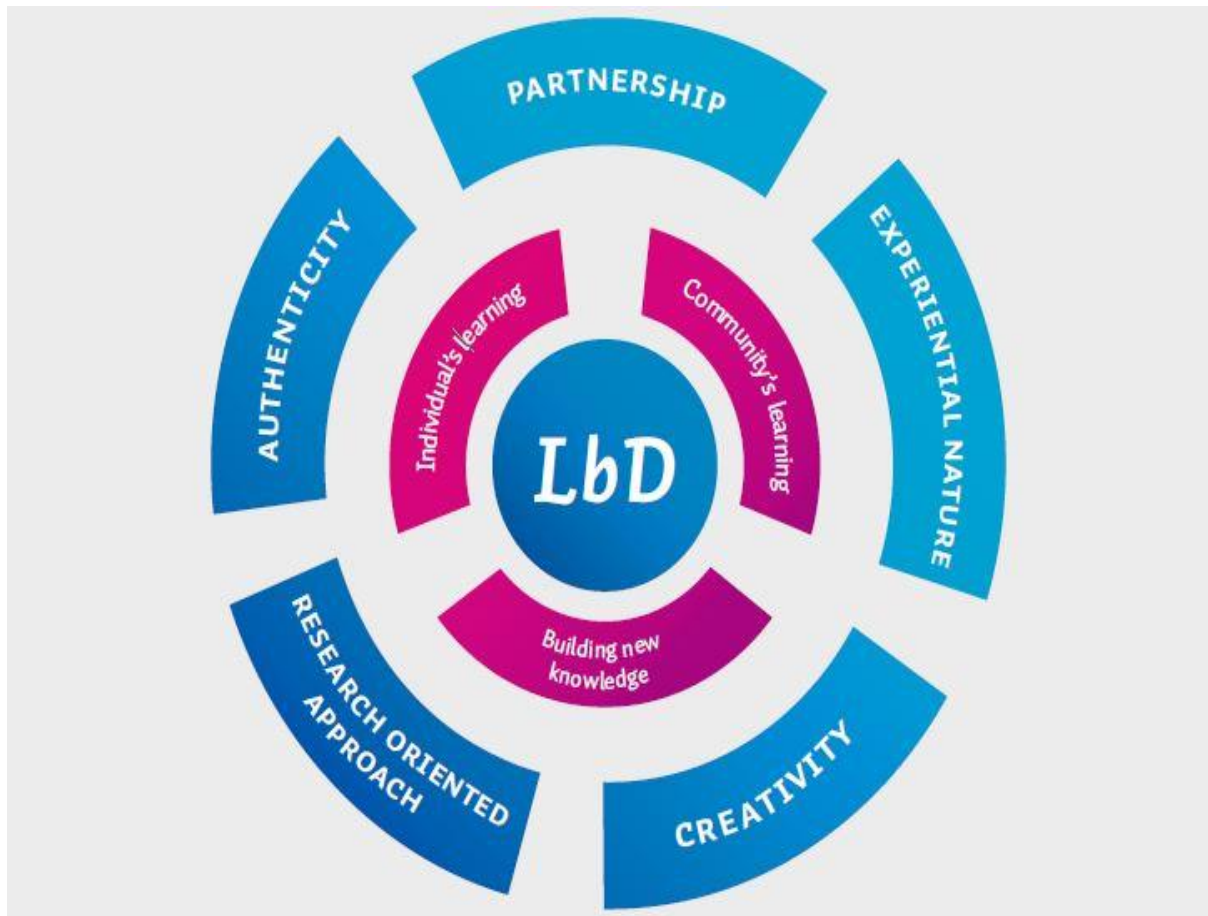 PARTNERSHIP
EXPERIENTIAL NATURE
CREATIVITY
RESEARCH ORIENTED
APPROACH
AUTHENTICITY
Individual's learning
Community's learning
Building new
knowledge
LbD